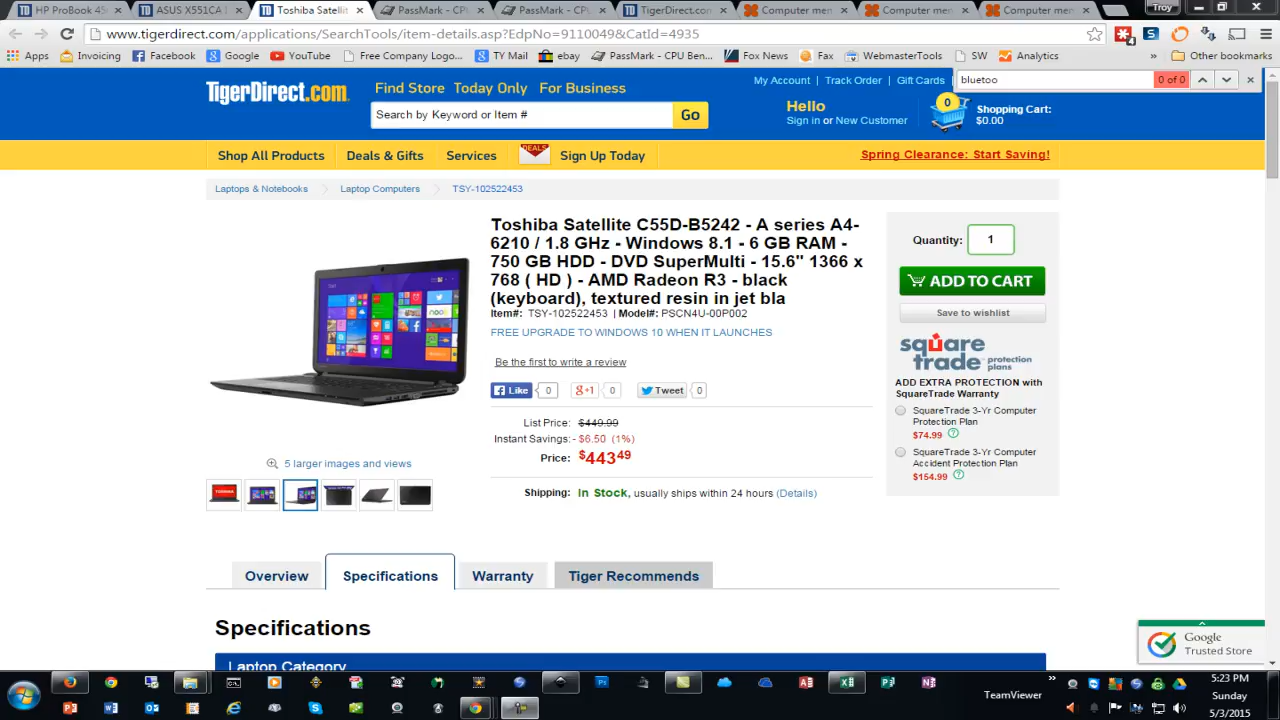 HP ProBook 45
ASUS X551CA
Toshiba Satellit
PassMark - CPU
PassMark - CPU
TigerDirect.com
Computer mem
Computer mem
Computer mem
Troy
www.tigerdirect.com/applications/SearchTools/item-details.asp?EdpNo=9110049&CatId=4935
Apps
Invoicing
Facebook
Google
YouTube
Free Company Logo...
TY Mail
ebay
PassMark - CPU Ben...
Fox News
Fax
WebmasterTools
SW
Analytics
Other bookmarks
bluetoo
0 of 0
TigerDirect.com
Find Store Today Only For Business
My Account | Track Order | Gift Cards
Search by Keyword or Item #
Go
Hello
Sign in or New Customer
0
Shopping Cart:
$0.00
Shop All Products
Deals & Gifts
Services
DEALS
Sign Up Today
Spring Clearance: Start Saving!
Laptops & Notebooks
Laptop Computers
TSY-102522453
Toshiba Satellite C55D-B5242 - A series A4-
6210 / 1.8 GHz - Windows 8.1 - 6 GB RAM -
750 GB HDD - DVD SuperMulti - 15.6" 1366 x
768 ( HD ) - AMD Radeon R3 - black
(keyboard), textured resin in jet bla
Item#: TSY-102522453 | Model#: PSCN4U-00P002
FREE UPGRADE TO WINDOWS 10 WHEN IT LAUNCHES
Be the first to write a review
Like 0
g+1 0
Tweet 0
List Price: $449.99
Instant Savings: - $6.50 (1%)
Price: $443.49
Shipping: In Stock, usually ships within 24 hours (Details)
5 larger images and views
Quantity: 1
ADD TO CART
Save to wishlist
square
trade protection
plans
ADD EXTRA PROTECTION with
SquareTrade Warranty
SquareTrade 3-Yr Computer
Protection Plan
$74.99
SquareTrade 3-Yr Computer
Accident Protection Plan
$154.99
Overview
Specifications
Warranty
Tiger Recommends
Specifications
Laptop Category
Google
Trusted Store
TeamViewer
5:23 PM
Sunday
5/3/2015